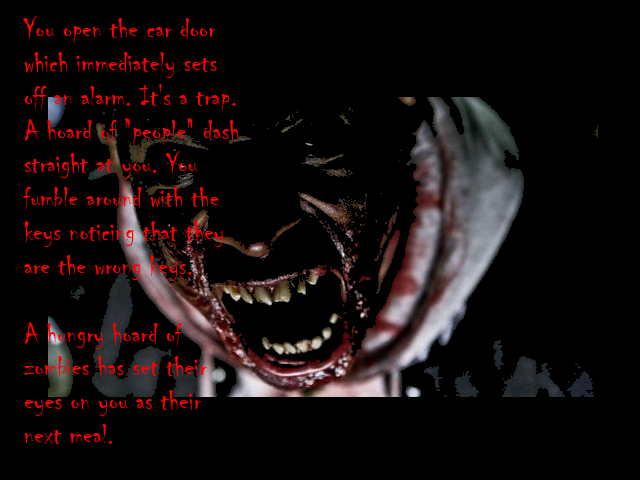 You open the car door
which immediately sets
off an alarm. It's a trap.
A hoard of "people" dash
straight at you. You
fumble around with the
keys noticing that they
are the wrong keys.
A hungry hoard of
zombies has set their
eyes on you as their
next meal.